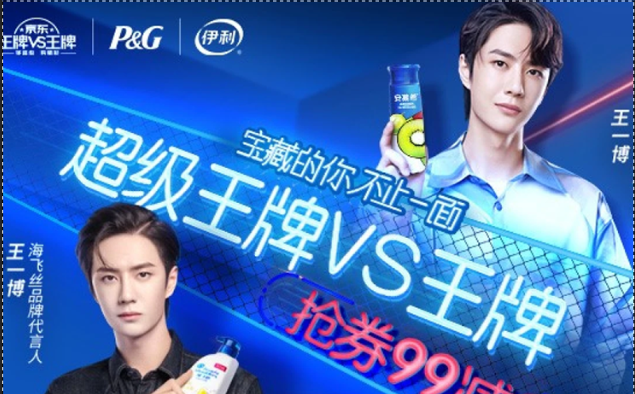 京东
王牌VS王牌
P&G
伊利
宝藏的你 不止一面
超级王牌VS王牌
抢券99减
王一博
海飞丝品牌代言人
王一博